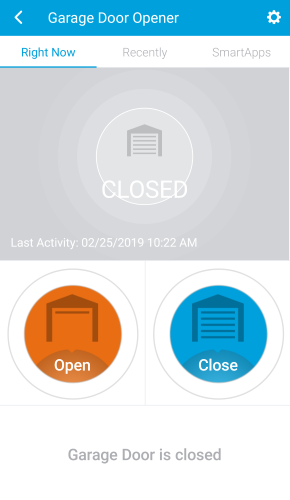 Garage Door Opener
Right Now Recently SmartApps
CLOSED
Last Activity: 02/25/2019 10:22 AM
Open Close
Garage Door is closed